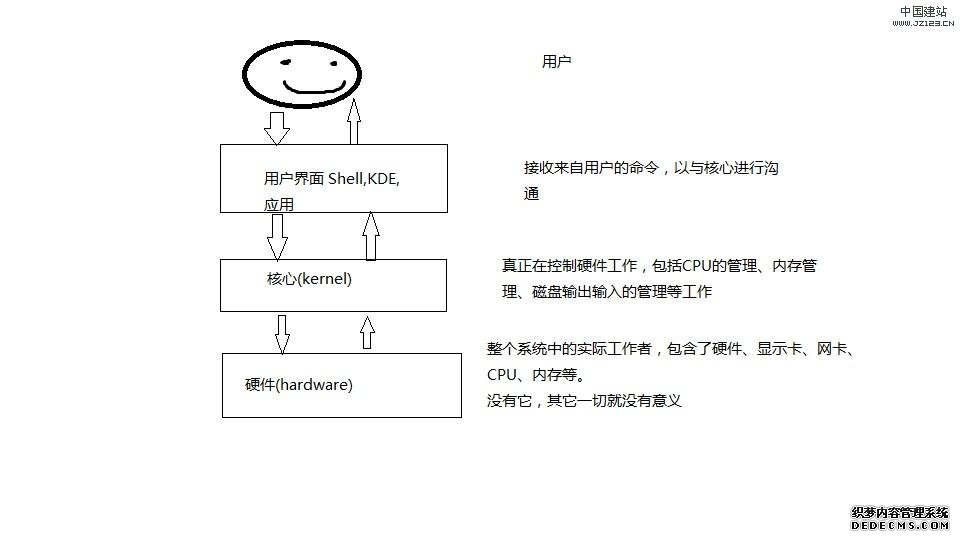 中国建站
WWW.JZ123.CN
用户
用户界面 Shell,KDE,
应用
接收来自用户的命令，以与核心进行沟
通
核心(kernel)
真正在控制硬件工作，包括CPU的管理、内存管
理、磁盘输出输入的管理等工作
硬件(hardware)
整个系统中的实际工作者，包含了硬件、显示卡、网卡、
CPU、内存等。
没有它，其它一切就没有意义
织梦内容管理系统
DEDECMS.COM